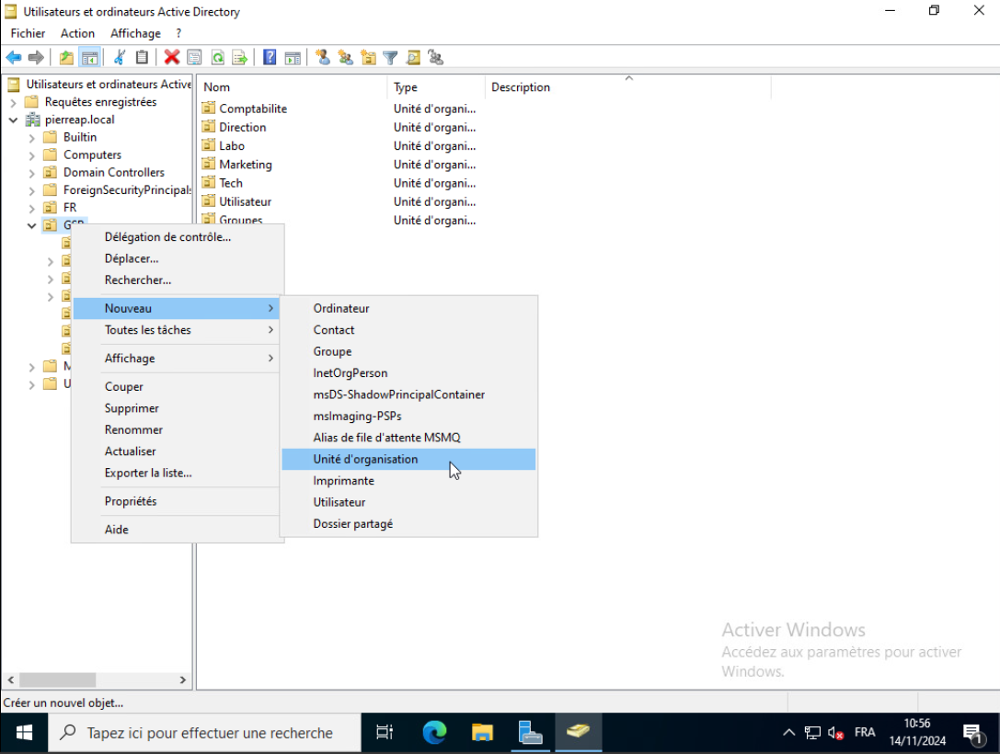 Utilisateurs et ordinateurs Active Directory
Fichier Action Affichage ?
Utilisateurs et ordinateurs Active
Requêtes enregistrées
pierreap.local
Builtin
Computers
Domain Controllers
ForeignSecurityPrincipals
FR
Nom Type Description
Comptabilite Unité d'organi...
Direction Unité d'organi...
Labo Unité d'organi...
Marketing Unité d'organi...
Tech Unité d'organi...
Utilisateur Unité d'organi...
Groupes Unité d'organi...
M
U
Délégation de contrôle...
Déplacer...
Rechercher...
Nouveau
Toutes les tâches
Affichage
Couper
Supprimer
Renommer
Actualiser
Exporter la liste...
Propriétés
Aide
Ordinateur
Contact
Groupe
InetOrgPerson
msDS-ShadowPrincipalContainer
msImaging-PSPs
Alias de file d'attente MSMQ
Unité d'organisation
Imprimante
Utilisateur
Dossier partagé
Activer Windows
Accédez aux paramètres pour activer
Windows.
Créer un nouvel objet...
Tapez ici pour effectuer une recherche
FRA
10:56
14/11/2024
1